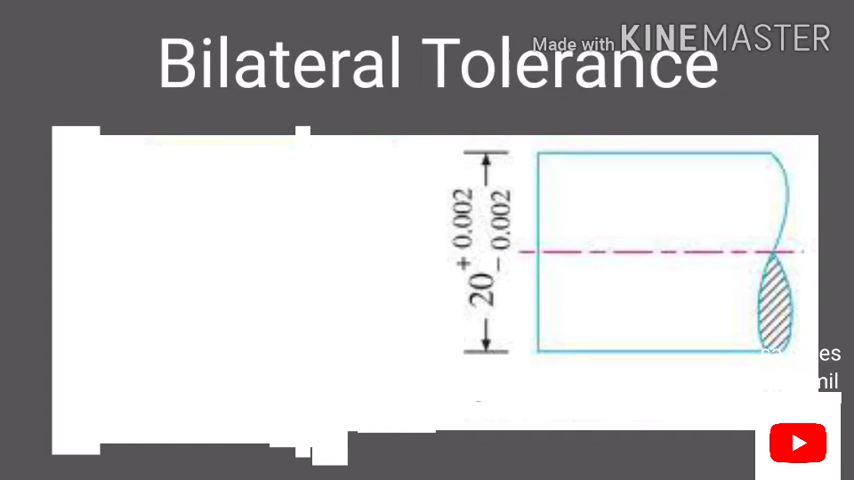 Made with KINEMASTER
Bilateral Tolerance
20 + 0.002
- 0.002